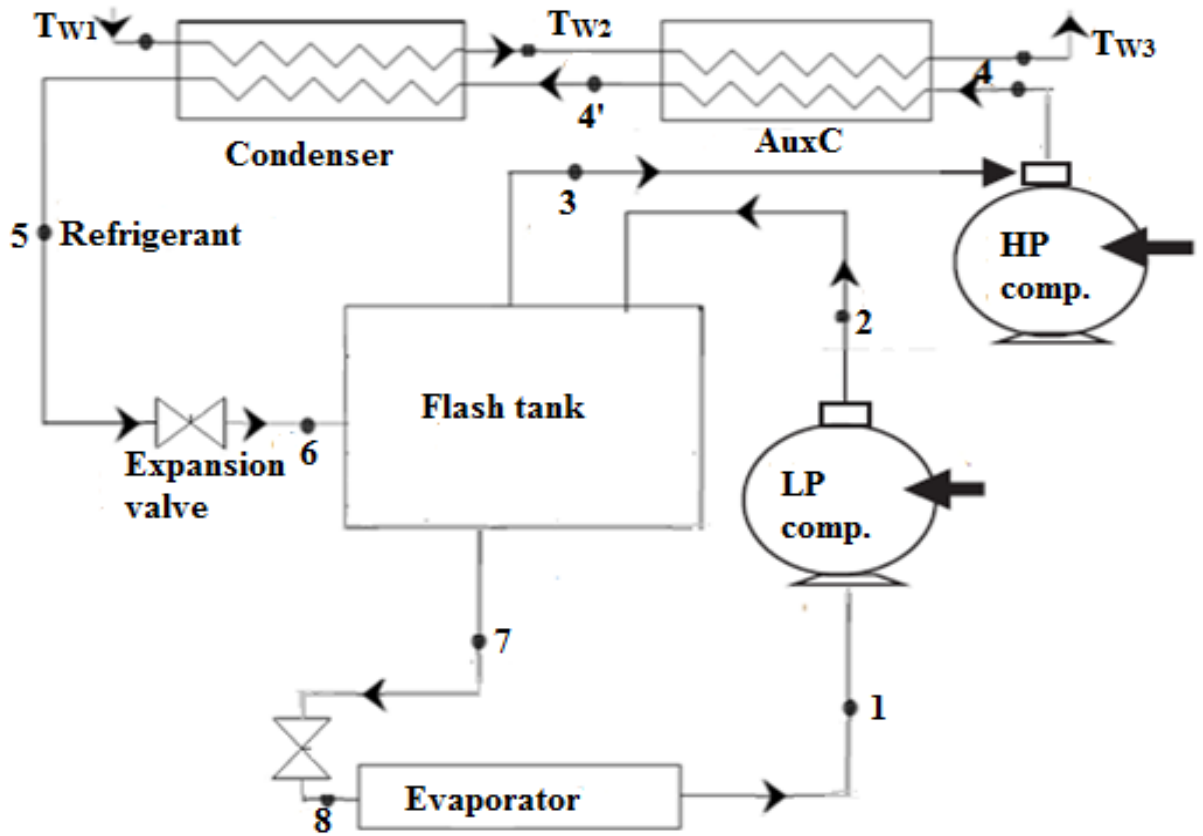 TW1
TW2
TW3
4
4'
Condenser
AuxC
3
5
Refrigerant
HP
comp.
2
Flash tank
6
Expansion
valve
LP
comp.
7
1
8
Evaporator